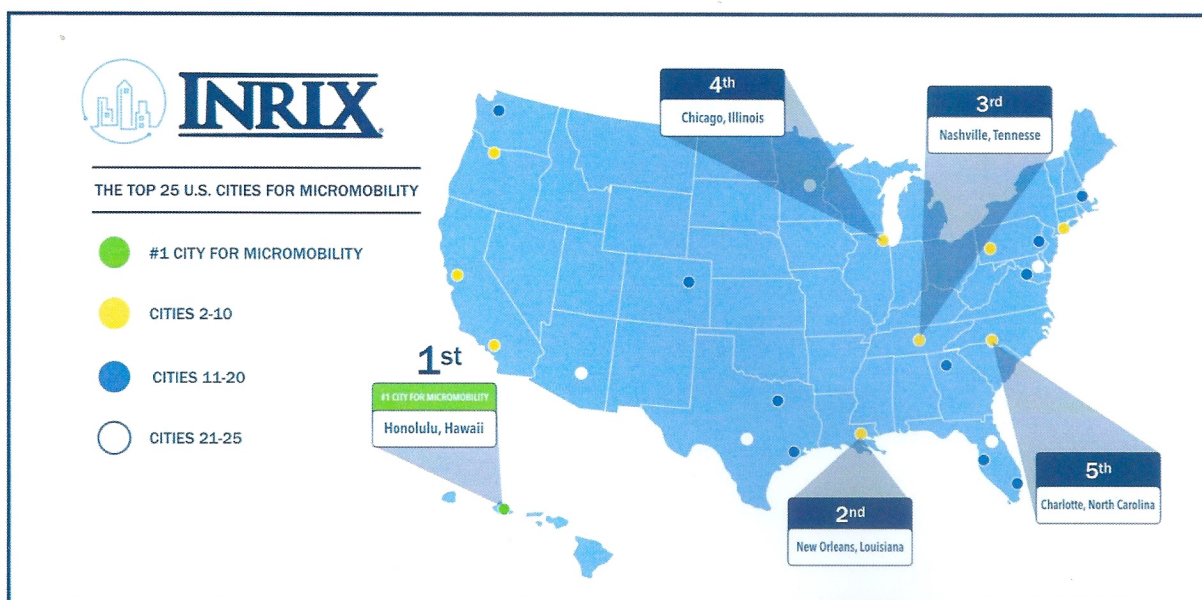 INRIX
THE TOP 25 U.S. CITIES FOR MICROMOBILITY
#1 CITY FOR MICROMOBILITY
CITIES 2-10
CITIES 11-20
CITIES 21-25
1st
#1 CITY FOR MICROMOBILITY
Honolulu, Hawaii
4th
Chicago, Illinois
3rd
Nashville, Tennesse
2nd
New Orleans, Louisiana
5th
Charlotte, North Carolina